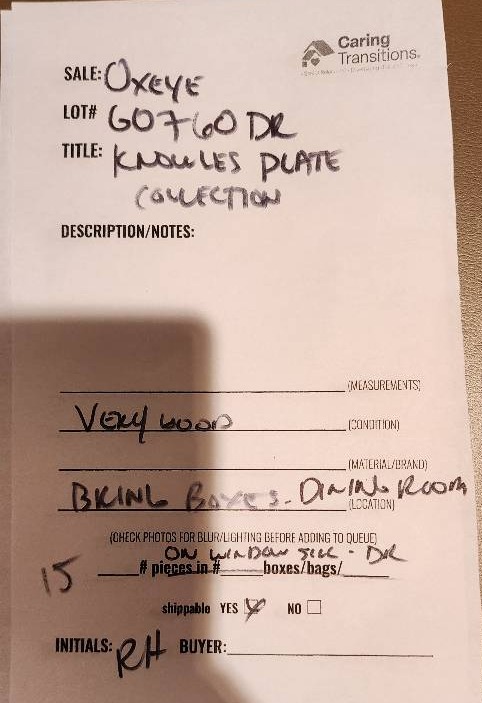 Caring
Transitions.
SALE: OXEYE
LOT# 60760 DR
TITLE: KNOWLES PLATE
COLLECTION
DESCRIPTION/NOTES:
(MEASUREMENTS)
VERY GOOD (CONDITION)
(MATERIAL/BRAND)
BRING BOXES - DINING ROOM
(LOCATION)
(CHECK PHOTOS FOR BLUR/LIGHTING BEFORE ADDING TO QUEUE)
ON WINDOW SILL - DR
15 # pieces in # boxes/bags/
shippable YES NO
INITIALS: RH BUYER: